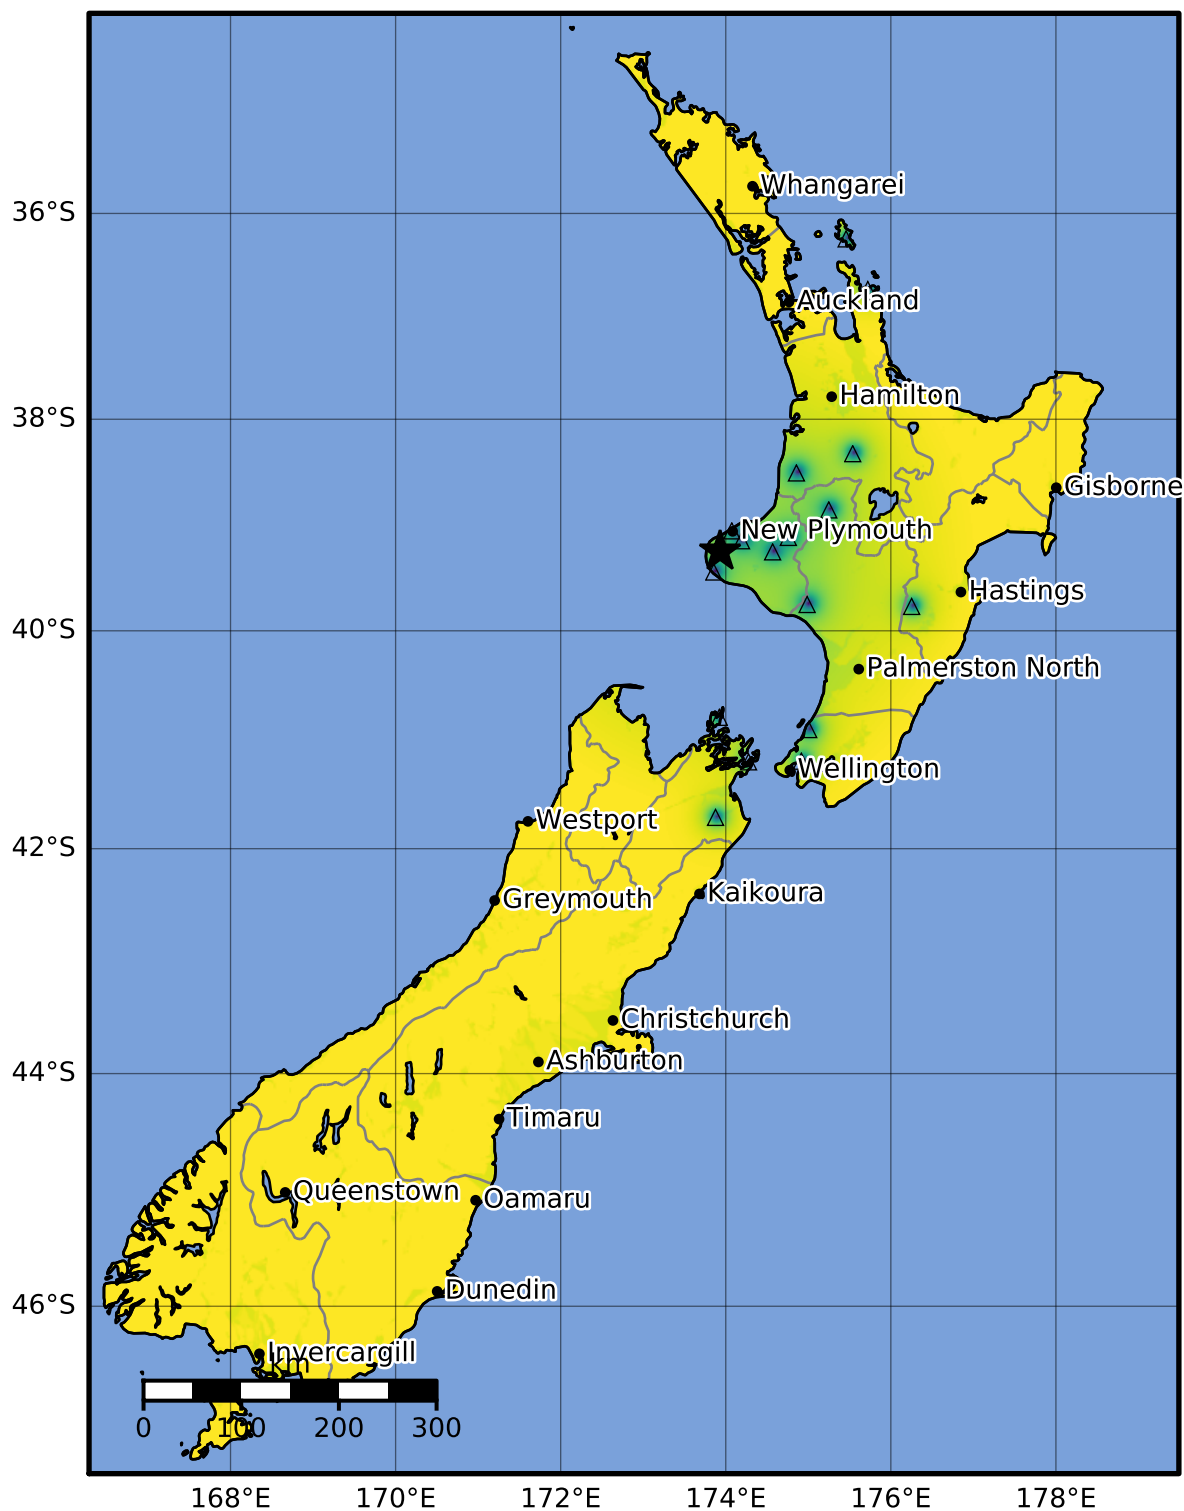 Whangarei
36°S
Auckland
Hamilton
38°S
Gisborne
New Plymouth
Hastings
40°S
Palmerston North
Wellington
Westport
42°S
Kaikoura
Greymouth
Christchurch
Ashburton
44°S
Timaru
Queenstown
Oamaru
Dunedin
46°S
Invercargill
km
0 100 200 300
168°E 170°E 172°E 174°E 176°E 178°E